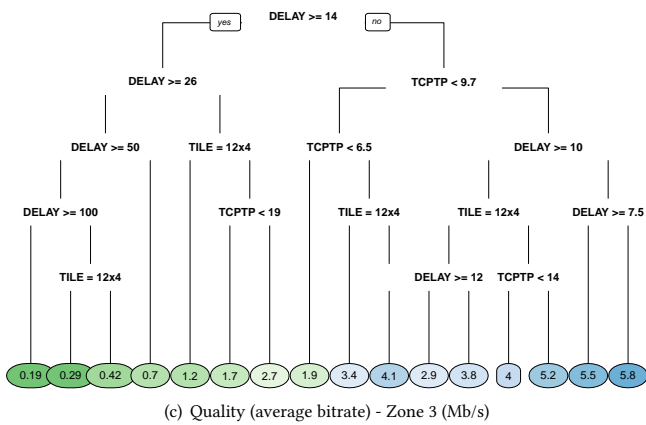 DELAY >= 14
yes
no
DELAY >= 26
TCPTP < 9.7
DELAY >= 50
TILE = 12x4
TCPTP < 6.5
DELAY >= 10
DELAY >= 100
TCPTP < 19
TILE = 12x4
TILE = 12x4
DELAY >= 7.5
TILE = 12x4
DELAY >= 12
TCPTP < 14
0.19
0.29
0.42
0.7
1.2
1.7
2.7
1.9
3.4
4.1
2.9
3.8
4
5.2
5.5
5.8
(c) Quality (average bitrate) - Zone 3 (Mb/s)